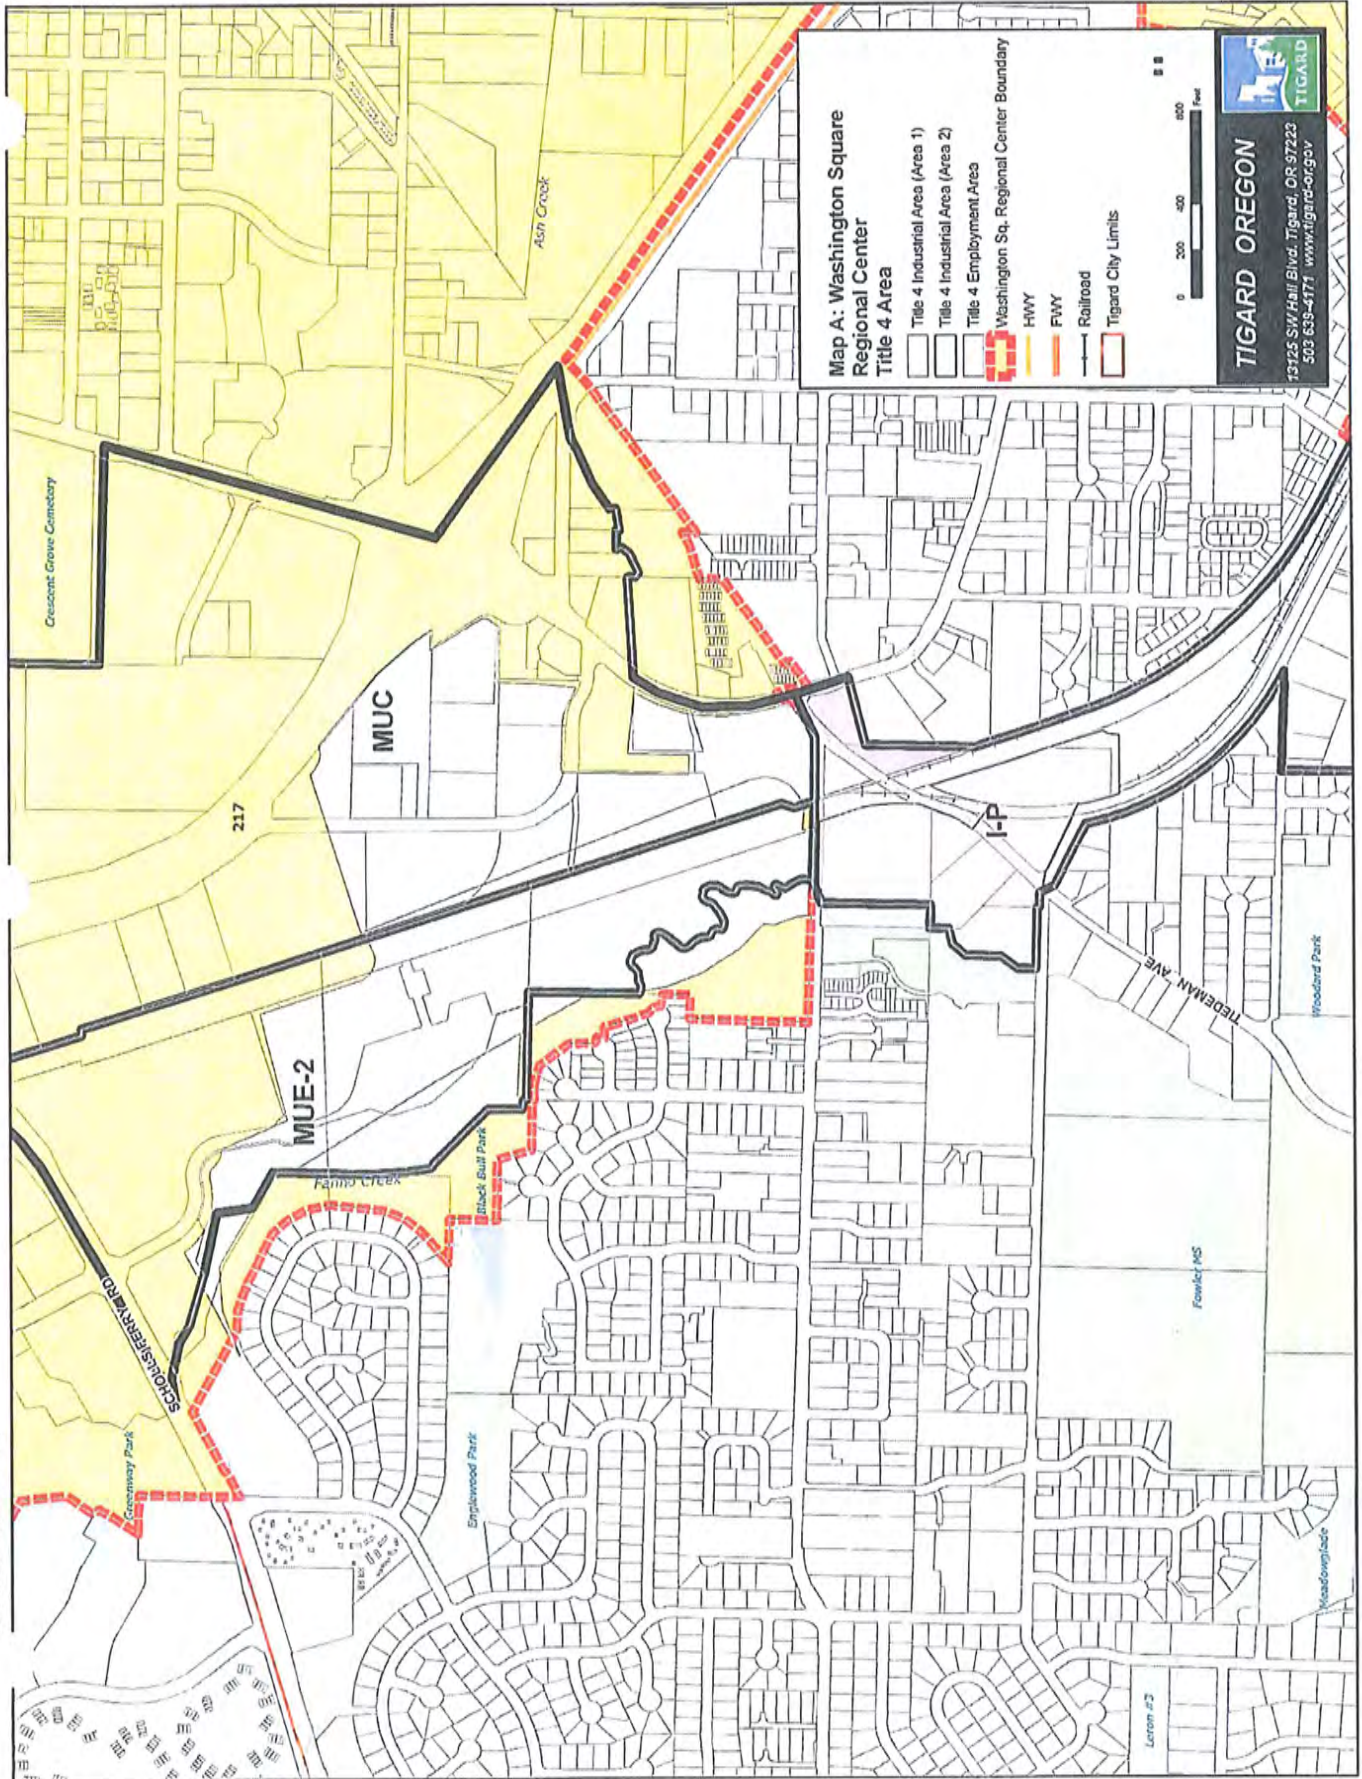 Map A: Washington Square
Regional Center
Title 4 Area
Title 4 Industrial Area (Area 1)
Title 4 Industrial Area (Area 2)
Title 4 Employment Area
Washington Sq. Regional Center Boundary
HWY
FWY
Railroad
Tigard City Limits
0 200 400 800
Feet
TIGARD OREGON
13125 SW Hall Blvd. Tigard, OR 97223
503 639-4171 www.tigard-or.gov
TIGARD
Crescent Grove Cemetery
Ash Creek
217
MUC
MUE-2
I-P
SCHOLLS FERRY RD
Greenway Park
Fanno Creek
Black Bull Park
Englewood Park
TIEDEMAN AVE
Woodard Park
Fowler MS
Meadowglade
Leron #3